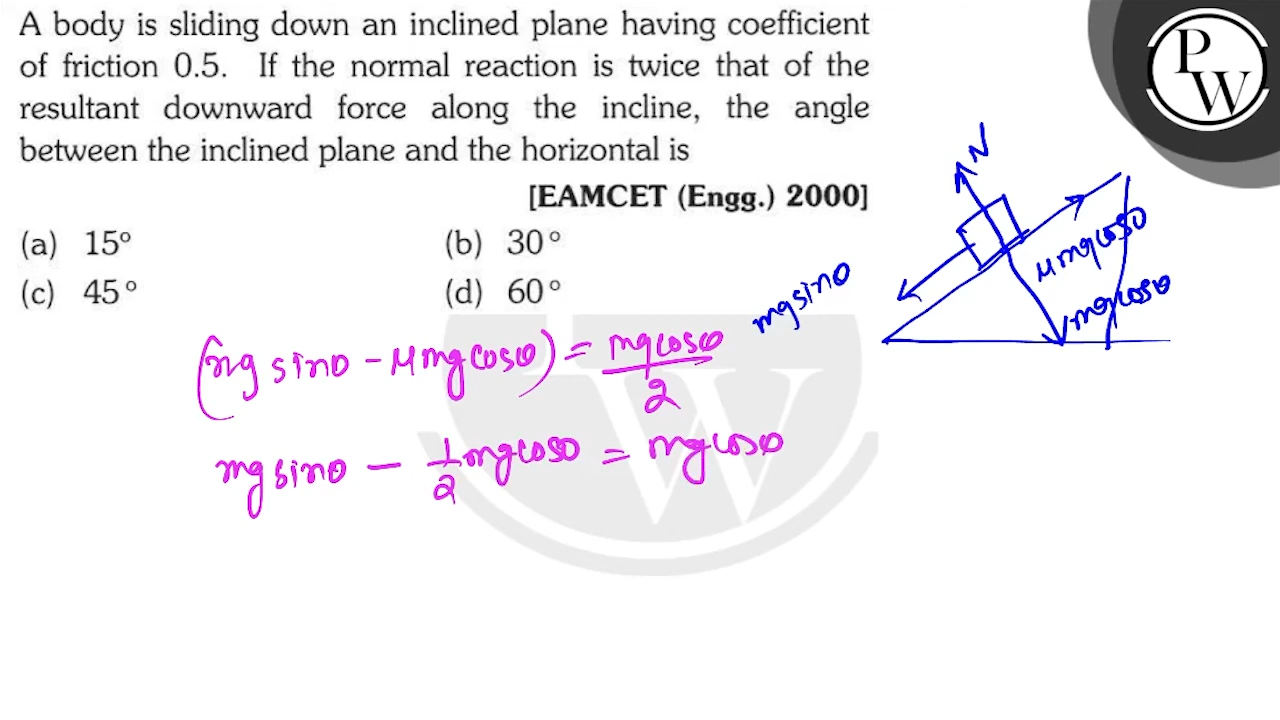 A body is sliding down an inclined plane having coefficient
of friction 0.5. If the normal reaction is twice that of the
resultant downward force along the incline, the angle
between the inclined plane and the horizontal is
[EAMCET (Engg.) 2000]
(a) 15°
(b) 30°
(c) 45°
(d) 60°
P
W
N
μmgcosθ
mgcosθ
mgsinθ
(mg sinθ - μmgcosθ) = mgcosθ/2
mgsinθ - 1/2 mgcosθ = mgcosθ
W